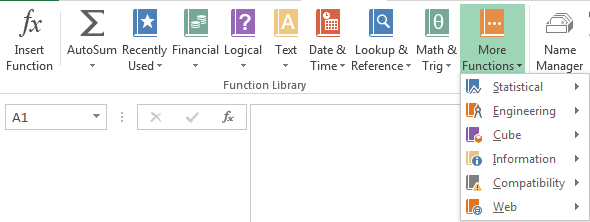 fx
Insert Function
Σ
AutoSum
Recently Used
Financial
Logical
A
Text
Date & Time
Lookup & Reference
θ
Math & Trig
More Functions
Name Manager
Function Library
A1
fx
Statistical
Engineering
Cube
Information
Compatibility
Web